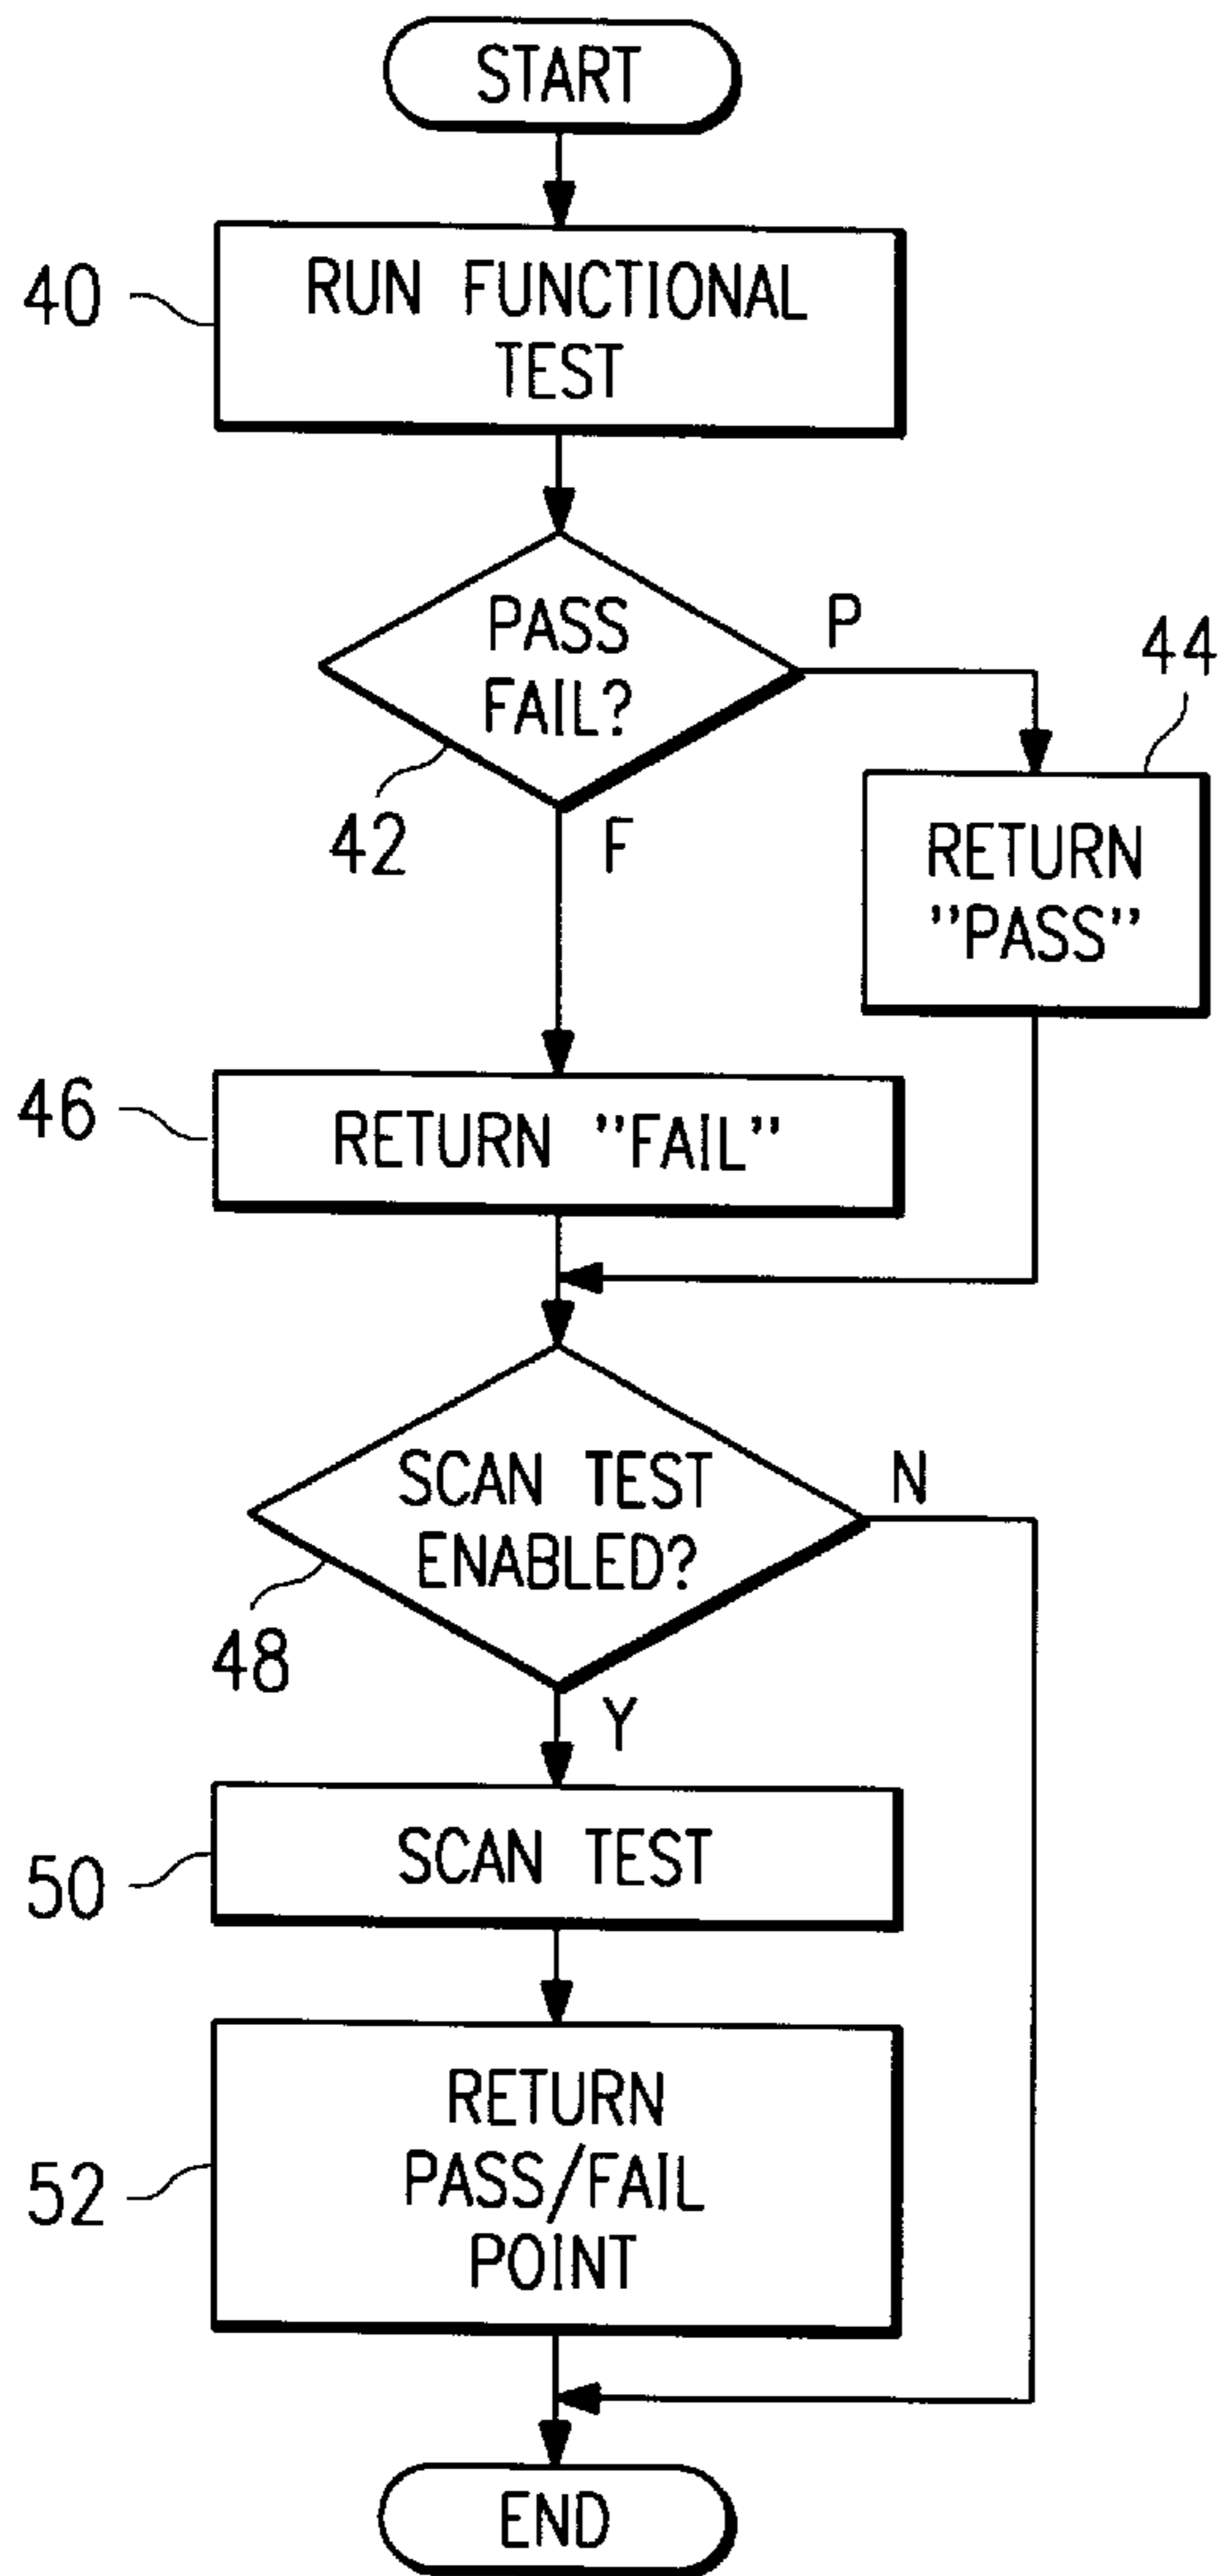 START
40
RUN FUNCTIONAL
TEST
PASS
FAIL?
P
42
F
44
RETURN
"PASS"
46
RETURN "FAIL"
SCAN TEST
ENABLED?
N
48
Y
50
SCAN TEST
52
RETURN
PASS/FAIL
POINT
END